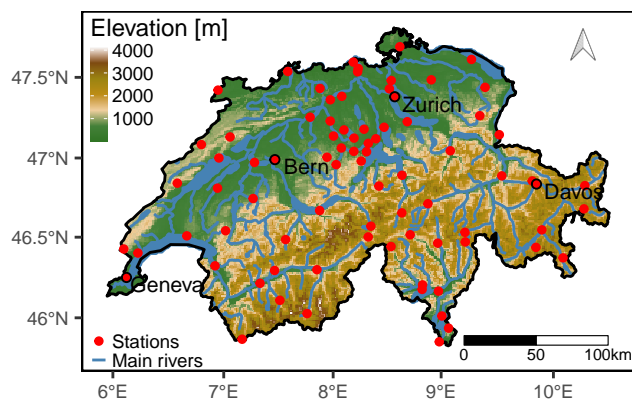 Elevation [m]
4000
3000
2000
1000
47.5°N
47°N
46.5°N
46°N
Zurich
Bern
Davos
Geneva
Stations
Main rivers
0 50 100km
6°E 7°E 8°E 9°E 10°E